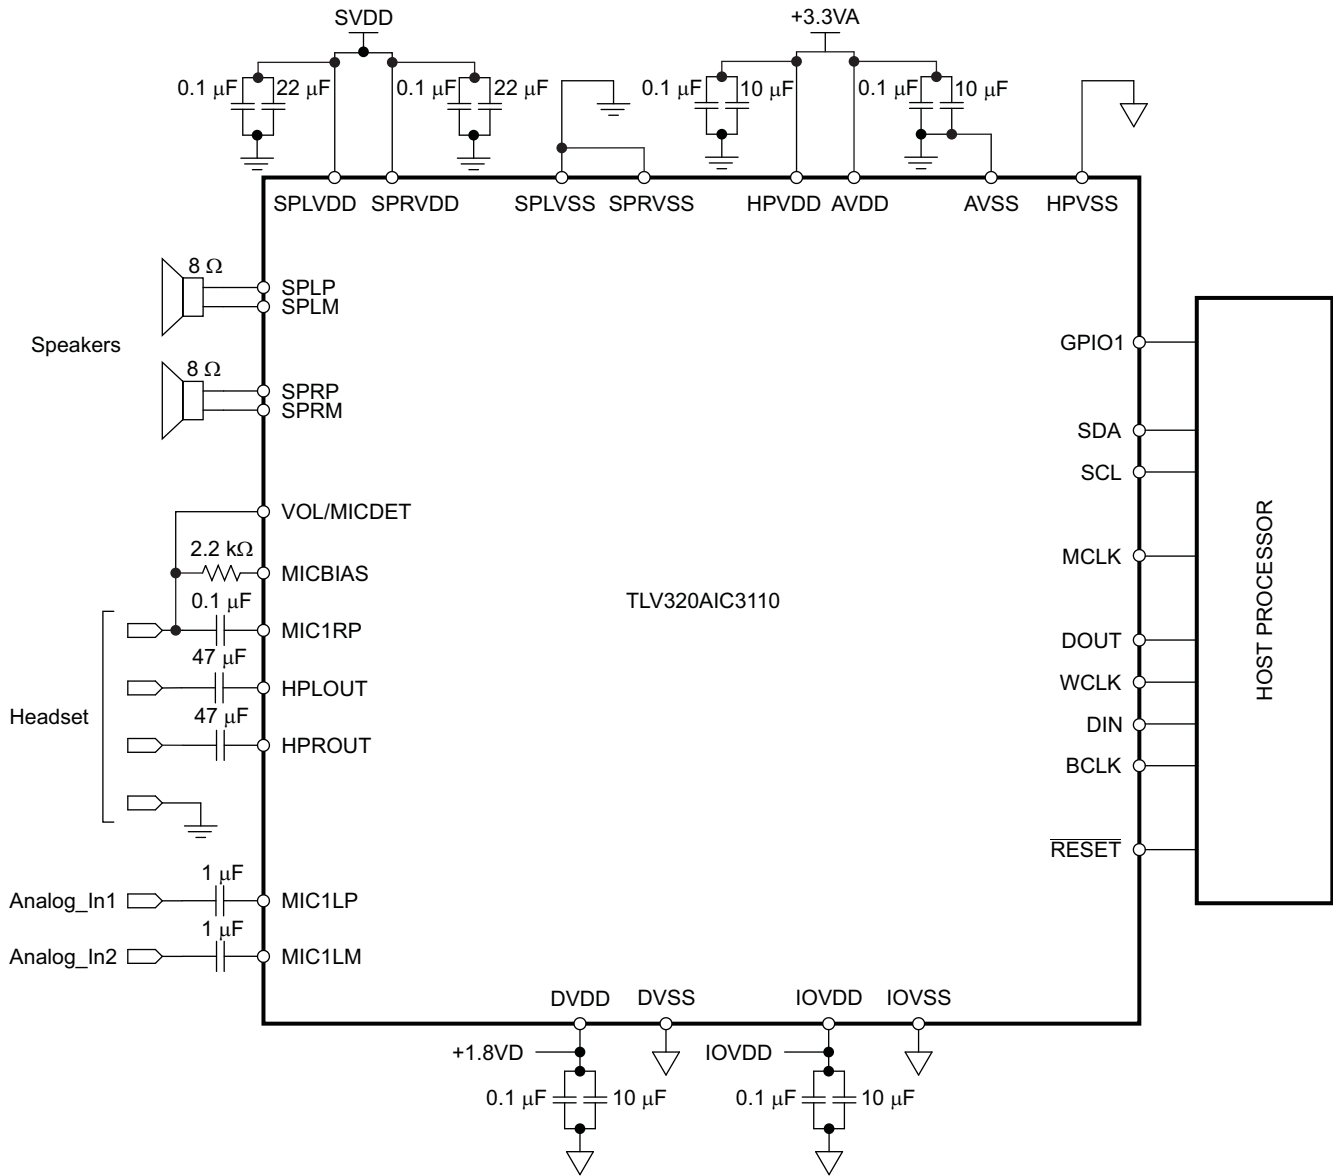 SVDD
+3.3VA
0.1 μF
22 μF
0.1 μF
22 μF
0.1 μF
10 μF
0.1 μF
10 μF
SPLVDD
SPRVDD
SPLVSS
SPRVSS
HPVDD
AVDD
AVSS
HPVSS
8 Ω
SPLP
SPLM
Speakers
8 Ω
SPRP
SPRM
VOL/MICDET
2.2 kΩ
MICBIAS
0.1 μF
MIC1RP
47 μF
HPLOUT
Headset
47 μF
HPROUT
1 μF
Analog_In1
MIC1LP
1 μF
Analog_In2
MIC1LM
TLV320AIC3110
GPIO1
SDA
SCL
MCLK
DOUT
WCLK
DIN
BCLK
RESET
HOST PROCESSOR
DVDD
DVSS
IOVDD
IOVSS
+1.8VD
IOVDD
0.1 μF
10 μF
0.1 μF
10 μF